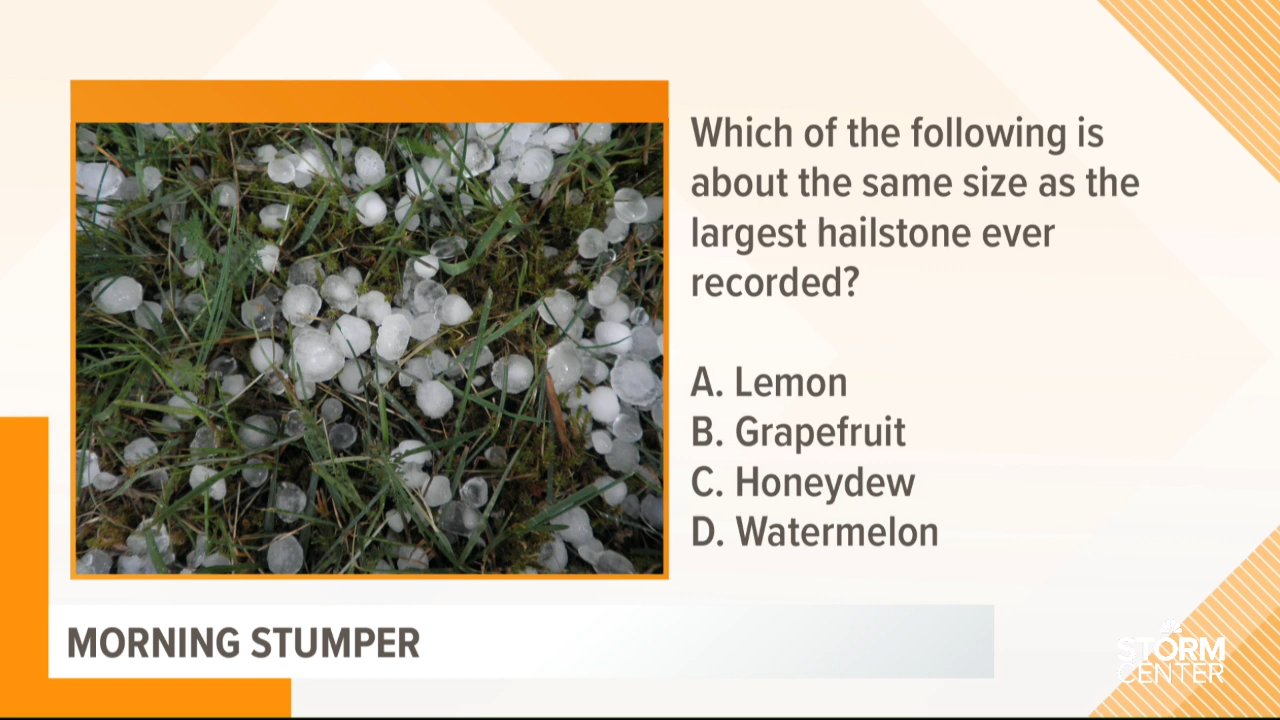 Which of the following is
about the same size as the
largest hailstone ever
recorded?
A. Lemon
B. Grapefruit
C. Honeydew
D. Watermelon
MORNING STUMPER
STORM
CENTER